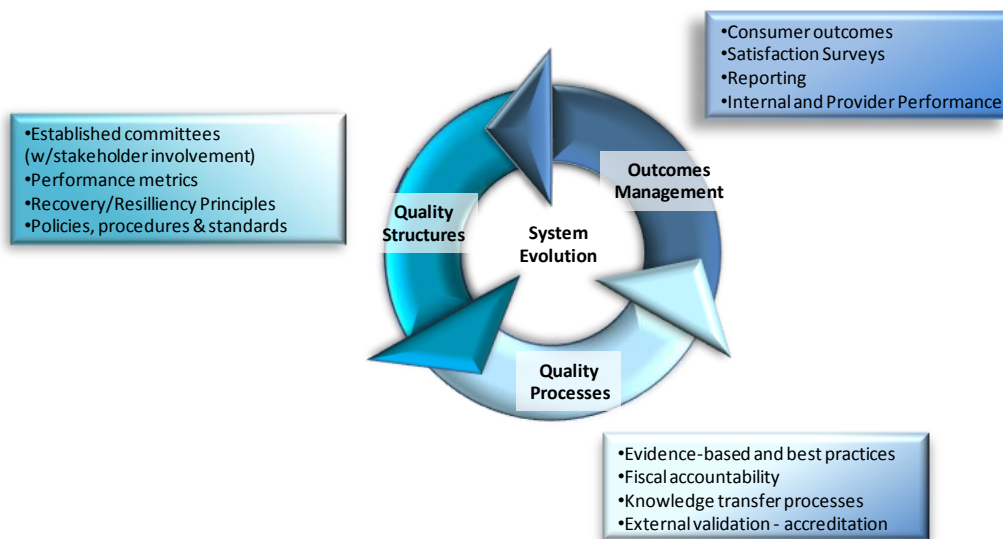 •Consumer outcomes
•Satisfaction Surveys
•Reporting
•Internal and Provider Performance
•Established committees
(w/stakeholder involvement)
•Performance metrics
•Recovery/Resilliency Principles
•Policies, procedures & standards
Outcomes
Management
Quality
Structures
System
Evolution
Quality
Processes
•Evidence-based and best practices
•Fiscal accountability
•Knowledge transfer processes
•External validation - accreditation